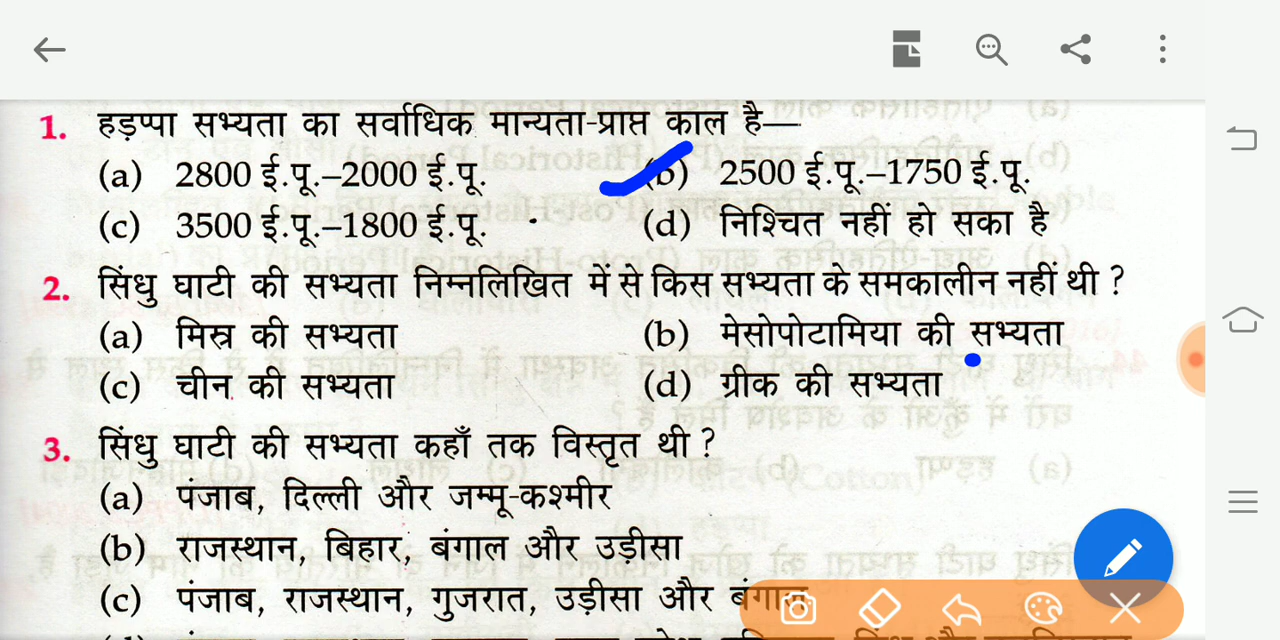 1. हड़प्पा सभ्यता का सर्वाधिक मान्यता-प्राप्त काल है—
(a) 2800 ई.पू.–2000 ई.पू. (b) 2500 ई.पू.–1750 ई.पू.
(c) 3500 ई.पू.–1800 ई.पू. (d) निश्चित नहीं हो सका है
2. सिंधु घाटी की सभ्यता निम्नलिखित में से किस सभ्यता के समकालीन नहीं थी ?
(a) मिस्र की सभ्यता (b) मेसोपोटामिया की सभ्यता
(c) चीन की सभ्यता (d) ग्रीक की सभ्यता
3. सिंधु घाटी की सभ्यता कहाँ तक विस्तृत थी ?
(a) पंजाब, दिल्ली और जम्मू-कश्मीर
(b) राजस्थान, बिहार, बंगाल और उड़ीसा
(c) पंजाब, राजस्थान, गुजरात, उड़ीसा और बंगाल